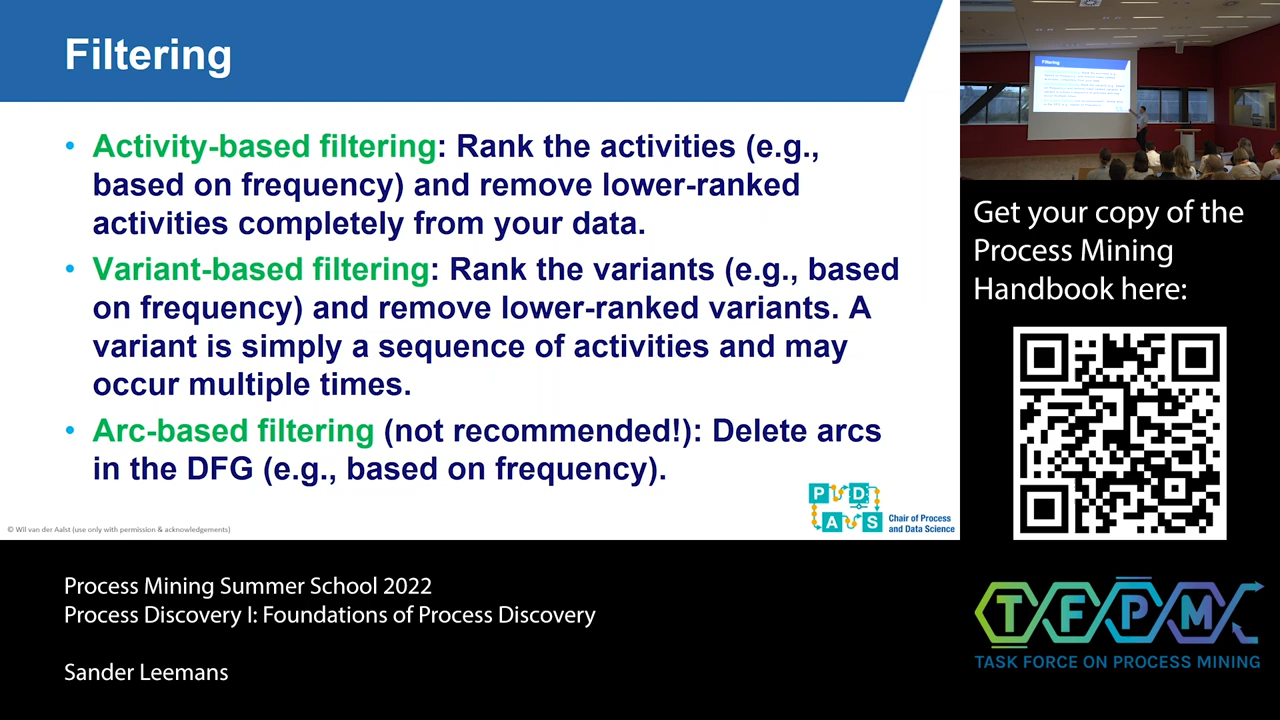 Filtering
• Activity-based filtering: Rank the activities (e.g.,
based on frequency) and remove lower-ranked
activities completely from your data.
• Variant-based filtering: Rank the variants (e.g., based
on frequency) and remove lower-ranked variants. A
variant is simply a sequence of activities and may
occur multiple times.
• Arc-based filtering (not recommended!): Delete arcs
in the DFG (e.g., based on frequency).
P D
A S
Chair of Process
and Data Science
© Wil van der Aalst (use only with permission & acknowledgements)
Filtering
Get your copy of the
Process Mining
Handbook here:
Process Mining Summer School 2022
Process Discovery I: Foundations of Process Discovery
Sander Leemans
TFPM
TASK FORCE ON PROCESS MINING